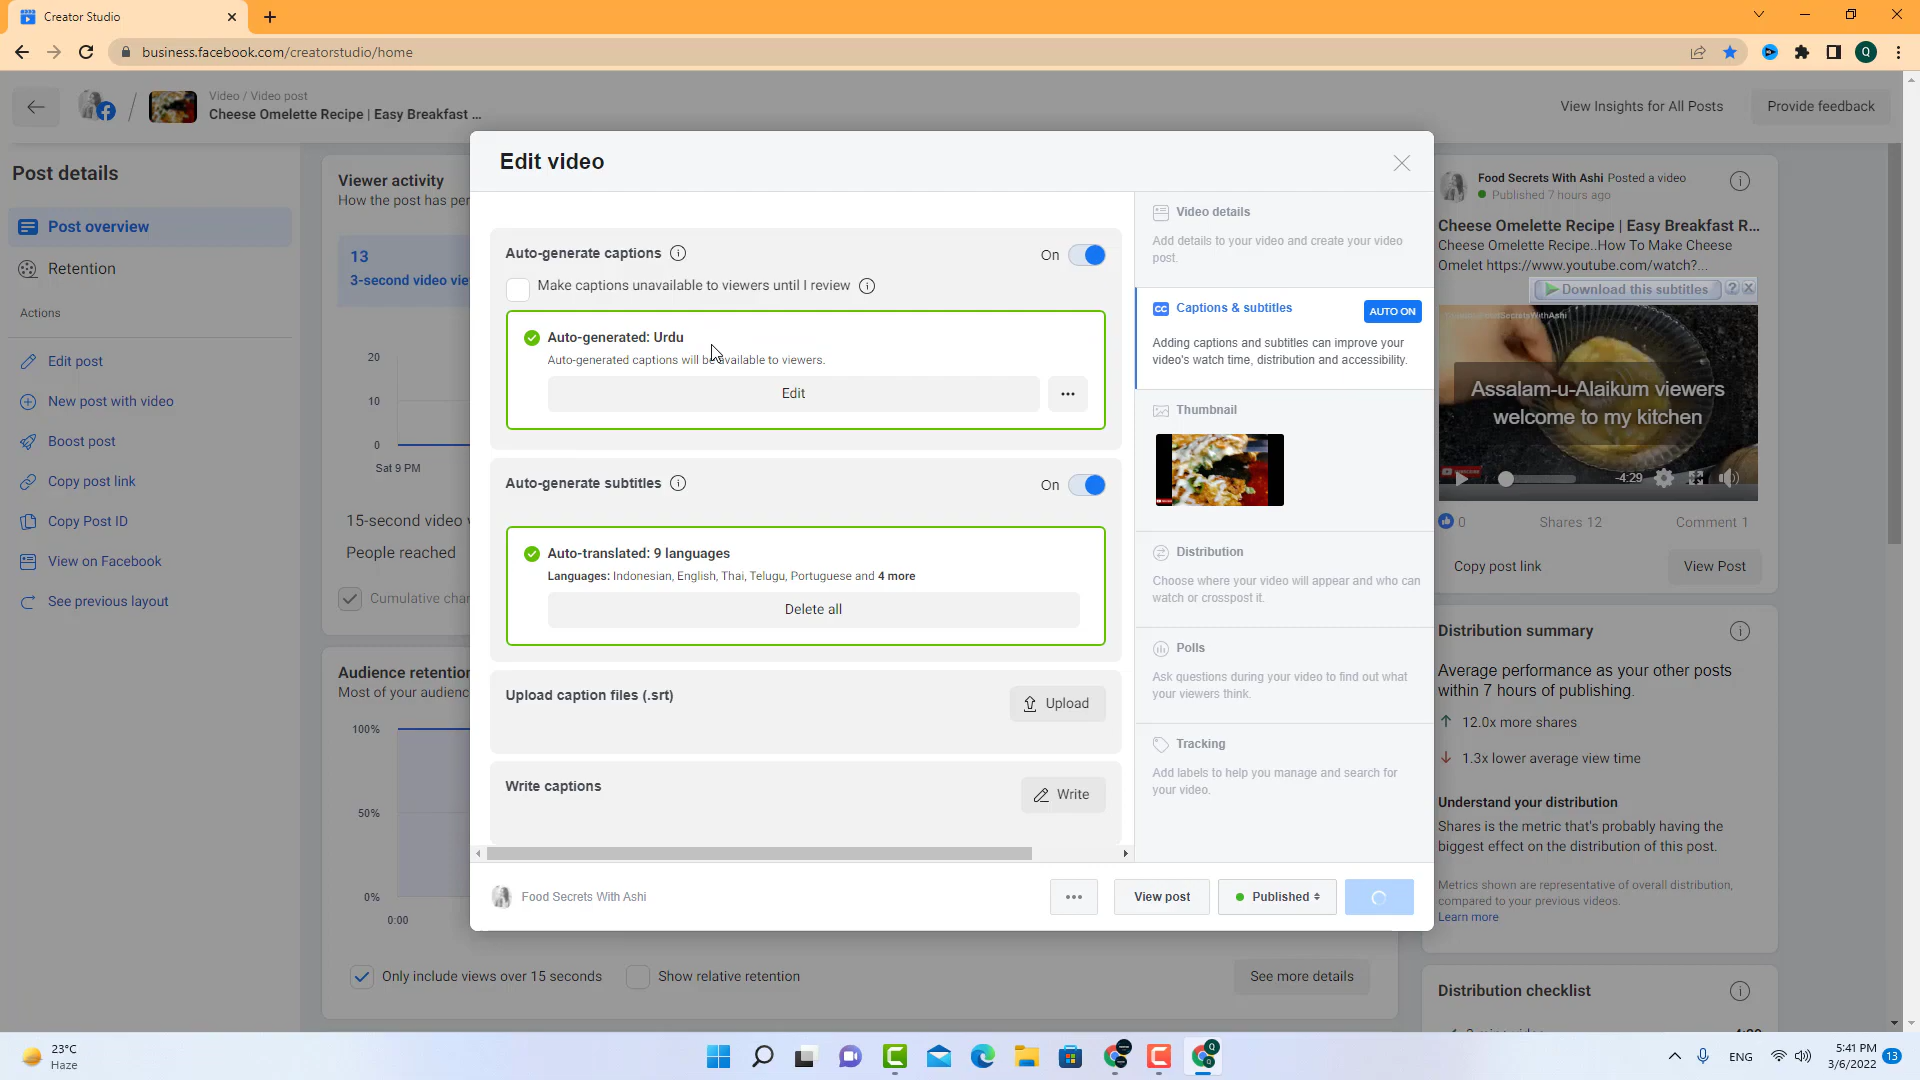 Creator Studio
business.facebook.com/creatorstudio/home
Q
Video / Video post
Cheese Omelette Recipe | Easy Breakfast ...
View Insights for All Posts
Provide feedback
Post details
Post overview
Retention
Actions
Edit post
New post with video
Boost post
Copy post link
Copy Post ID
View on Facebook
See previous layout
Viewer activity
How the post has per
13
3-second video vie
20
10
0
Sat 9 PM
15-second video v
People reached
Cumulative char
Audience retention
Most of your audience
100%
50%
0%
0:00
Only include views over 15 seconds
Show relative retention
See more details
Edit video
Auto-generate captions
On
Make captions unavailable to viewers until I review
Auto-generated: Urdu
Auto-generated captions will be available to viewers.
Edit
Auto-generate subtitles
On
Auto-translated: 9 languages
Languages: Indonesian, English, Thai, Telugu, Portuguese and 4 more
Delete all
Upload caption files (.srt)
Upload
Write captions
Write
Food Secrets With Ashi
View post
Published
Video details
Add details to your video and create your video
post.
CC
Captions & subtitles
AUTO ON
Adding captions and subtitles can improve your
video's watch time, distribution and accessibility.
Thumbnail
Distribution
Choose where your video will appear and who can
watch or crosspost it.
Polls
Ask questions during your video to find out what
your viewers think.
Tracking
Add labels to help you manage and search for
your video.
Food Secrets With Ashi Posted a video
Published 7 hours ago
Cheese Omelette Recipe | Easy Breakfast R...
Cheese Omelette Recipe..How To Make Cheese
Omelet https://www.youtube.com/watch?...
Download this subtitles
Assalam-u-Alaikum viewers
welcome to my kitchen
-4:29
0
Shares 12
Comment 1
Copy post link
View Post
Distribution summary
Average performance as your other posts
within 7 hours of publishing.
12.0x more shares
1.3x lower average view time
Understand your distribution
Shares is the metric that's probably having the
biggest effect on the distribution of this post.
Metrics shown are representative of overall distribution,
compared to your previous videos.
Learn more
Distribution checklist
23°C
Haze
ENG
5:41 PM
3/6/2022
13